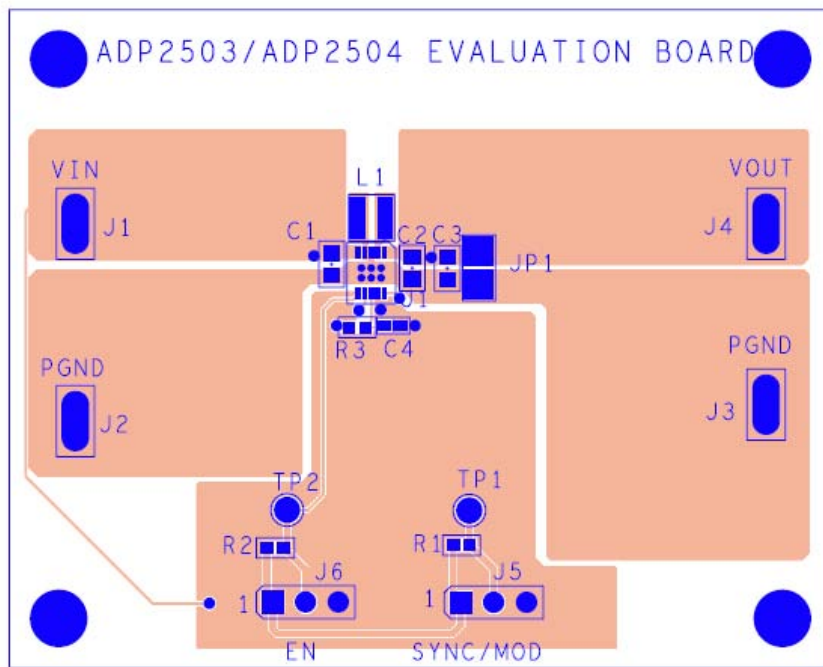 ADP2503/ADP2504 EVALUATION BOARD
VIN
VOUT
L1
J1
C1
C2
C3
J4
JP1
R3
C4
PGND
PGND
J2
J3
TP2
TP1
R2
R1
J6
J5
1
1
EN
SYNC/MOD